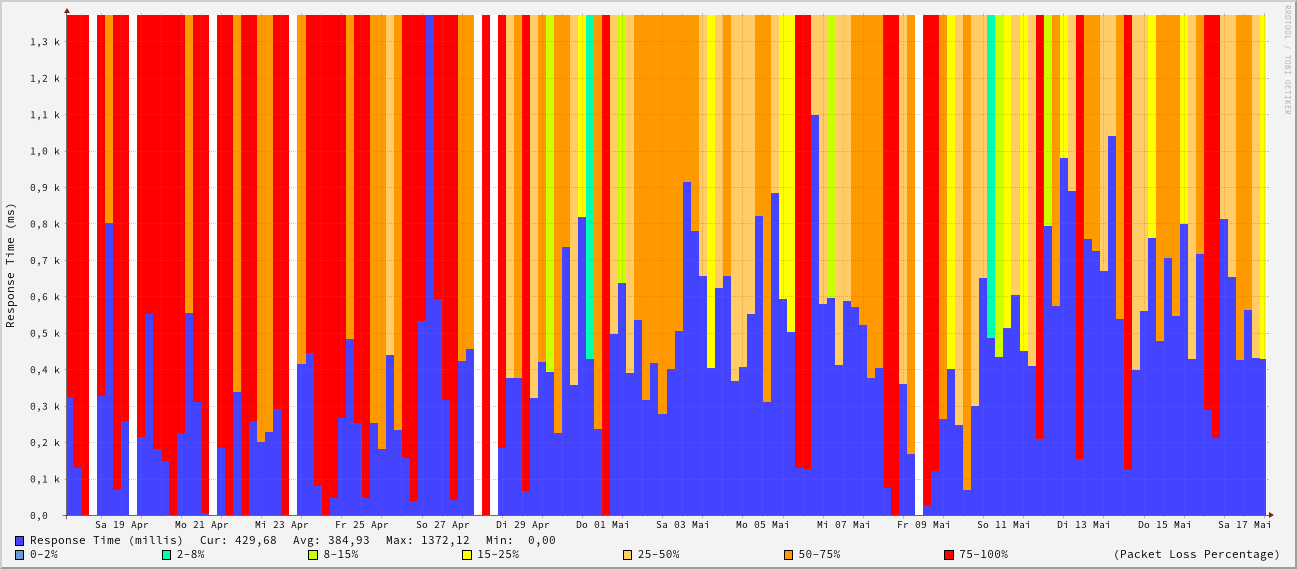 RRDTOOL / TOBI OETIKER
Response Time (ms)
1,3 k
1,2 k
1,1 k
1,0 k
0,9 k
0,8 k
0,7 k
0,6 k
0,5 k
0,4 k
0,3 k
0,2 k
0,1 k
0,0
Sa 19 Apr Mo 21 Apr Mi 23 Apr Fr 25 Apr So 27 Apr Di 29 Apr Do 01 Mai Sa 03 Mai Mo 05 Mai Mi 07 Mai Fr 09 Mai So 11 Mai Di 13 Mai Do 15 Mai Sa 17 Mai
Response Time (millis) Cur: 429,68 Avg: 384,93 Max: 1372,12 Min: 0,00
0-2% 2-8% 8-15% 15-25% 25-50% 50-75% 75-100% (Packet Loss Percentage)